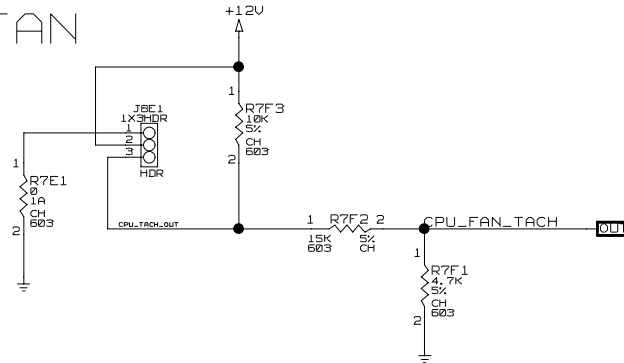 +12V
1
R7F3
10K
5%
CH
603
2
J8E1
1X3HDR
1
2
3
HDR
1
R7E1
0
1A
CH
603
2
CPU_TACH_OUT
1 R7F2 2
15K 5%
603 CH
CPU_FAN_TACH
OUT
1
R7F1
4.7K
5%
CH
603
2